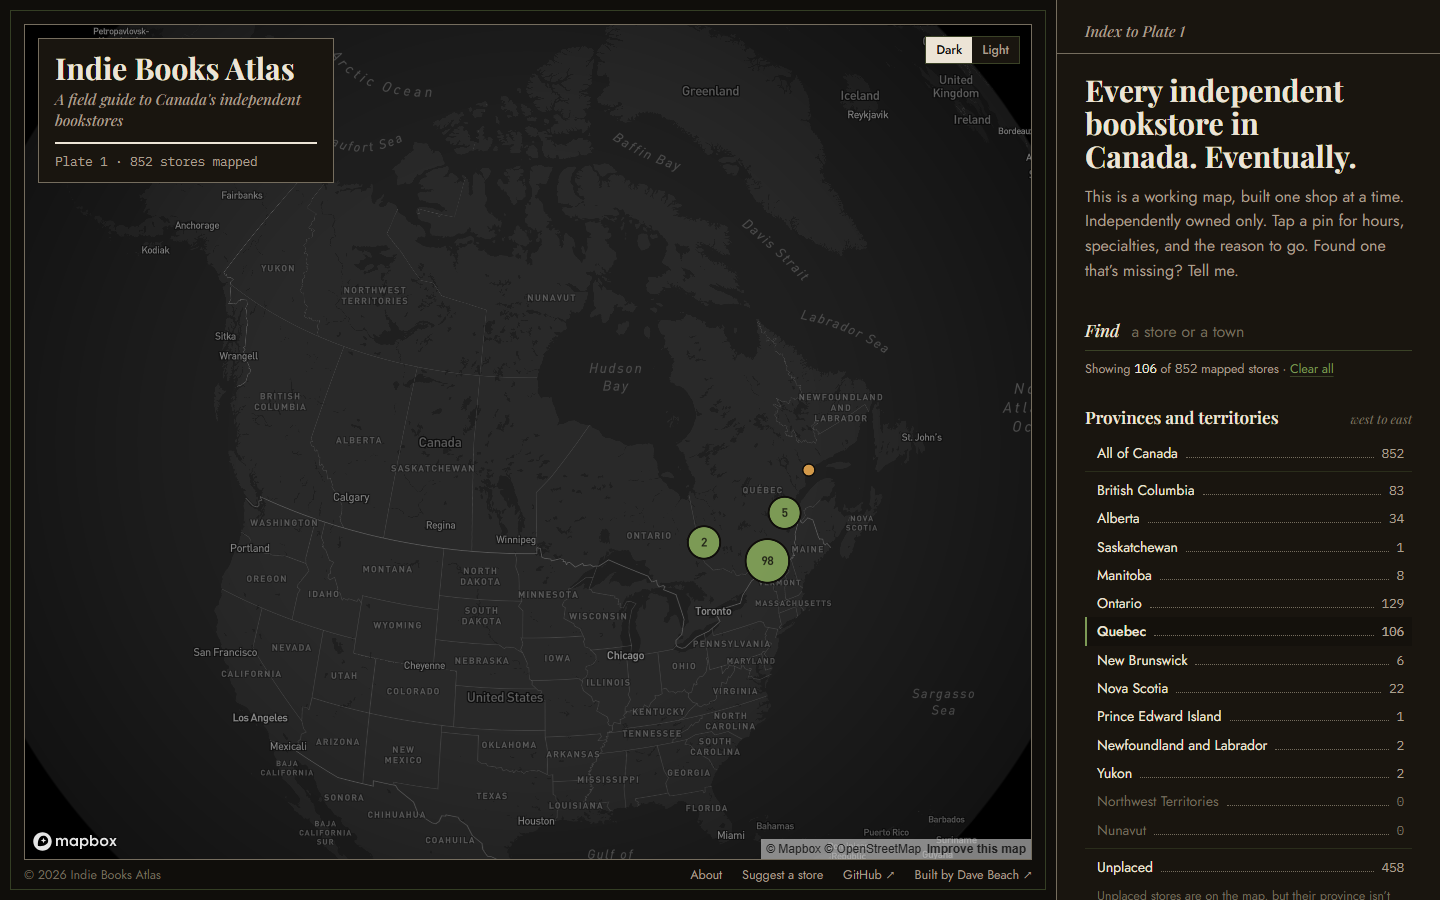 Petropavlovsk-
Indie Books Atlas
A field guide to Canada's independent
bookstores
Plate 1 · 852 stores mapped
Dark
Light
Arctic Ocean
Beaufort Sea
Greenland
Iceland
Reykjavik
United
Kingdom
Ireland
Baffin Bay
Davis Strait
Labrador Sea
Fairbanks
Anchorage
Kodiak
YUKON
NORTHWEST
TERRITORIES
NUNAVUT
Sitka
Wrangell
Hudson
Bay
BRITISH
COLUMBIA
ALBERTA
Canada
SASKATCHEWAN
NEWFOUNDLAND
AND
LABRADOR
St. John's
Calgary
Regina
Winnipeg
ONTARIO
QUÉBEC
NOVA
SCOTIA
5
2
98
MAINE
VERMONT
MASSACHUSETTS
WASHINGTON
Portland
OREGON
IDAHO
MONTANA
NORTH
DAKOTA
SOUTH
DAKOTA
MINNESOTA
WISCONSIN
Toronto
WYOMING
San Francisco
NEVADA
CALIFORNIA
UTAH
Cheyenne
NEBRASKA
IOWA
Chicago
ILLINOIS
OHIO
PENNSYLVANIA
MARYLAND
VIRGINIA
COLORADO
United States
KENTUCKY
NORTH
CAROLINA
TENNESSEE
SOUTH
CAROLINA
Sargasso
Sea
Los Angeles
Mexicali
ARIZONA
NEW
MEXICO
OKLAHOMA
ARKANSAS
MISSISSIPPI
GEORGIA
BAJA
CALIFORNIA
SONORA
CHIHUAHUA
TEXAS
LOUISIANA
FLORIDA
Houston
BAJA
CALIFORNIA
SUR
COAHUILA
Miami
Bahamas
Puerto Rico
Barbados
Suriname
Gulf of
mapbox
© Mapbox © OpenStreetMap Improve this map
© 2026 Indie Books Atlas
About
Suggest a store
GitHub ↗
Built by Dave Beach ↗
Index to Plate 1
Every independent
bookstore in
Canada. Eventually.
This is a working map, built one shop at a time.
Independently owned only. Tap a pin for hours,
specialties, and the reason to go. Found one
that's missing? Tell me.
Find a store or a town
Showing 106 of 852 mapped stores · Clear all
Provinces and territories west to east
All of Canada 852
British Columbia 83
Alberta 34
Saskatchewan 1
Manitoba 8
Ontario 129
Quebec 106
New Brunswick 6
Nova Scotia 22
Prince Edward Island 1
Newfoundland and Labrador 2
Yukon 2
Northwest Territories 0
Nunavut 0
Unplaced 458
Unplaced stores are on the map, but their province isn't